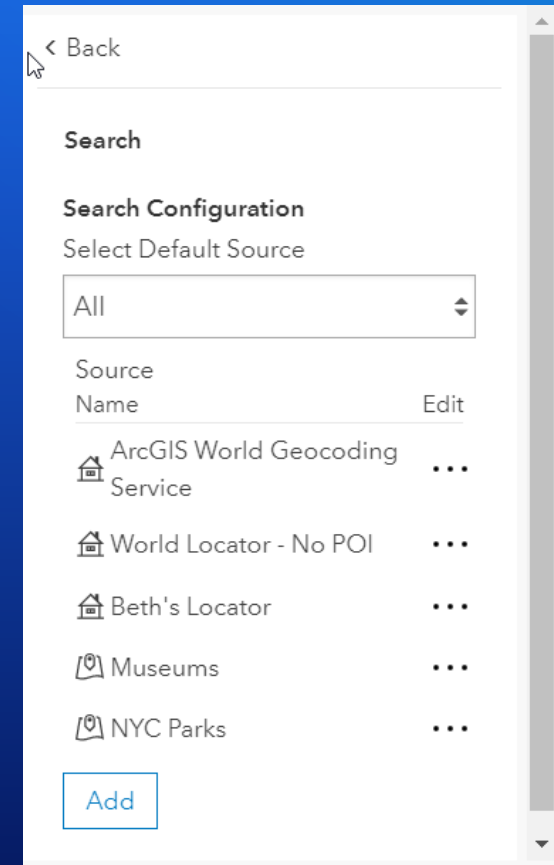 Back
Search
Search Configuration
Select Default Source
All
Source
Name Edit
ArcGIS World Geocoding
Service
World Locator - No POI
Beth's Locator
Museums
NYC Parks
Add